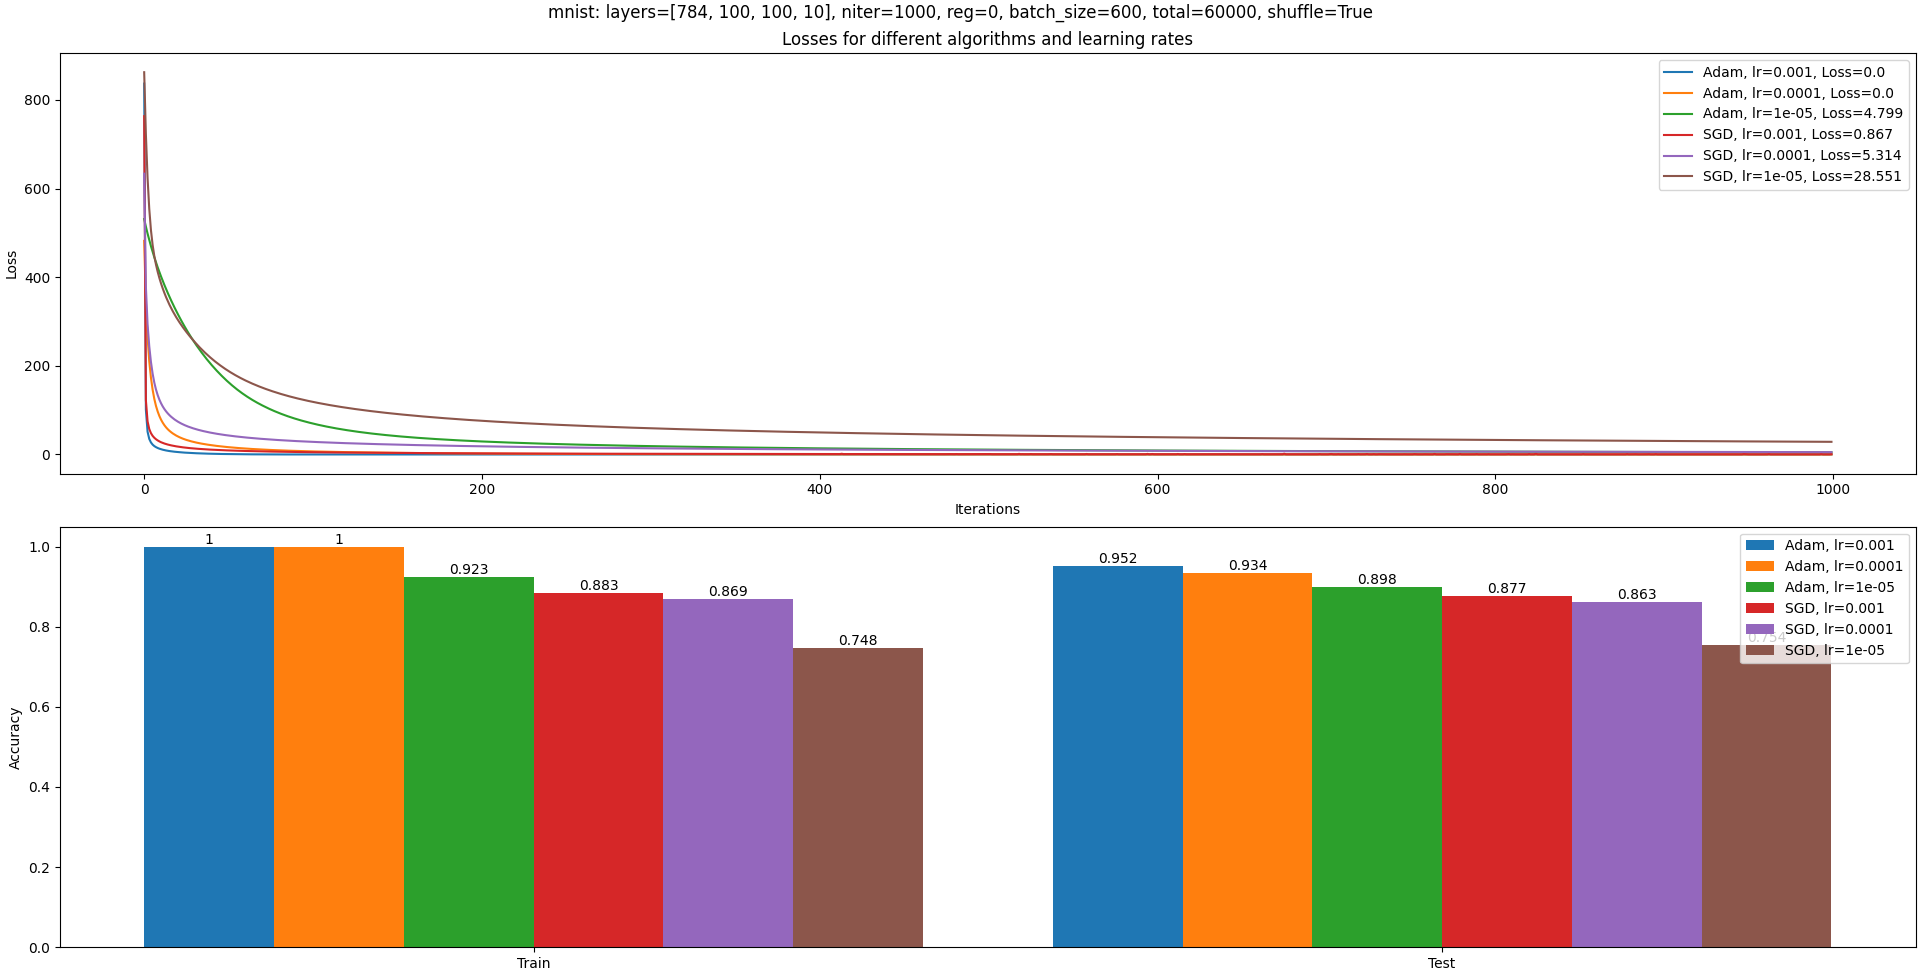 mnist: layers=[784, 100, 100, 10], niter=1000, reg=0, batch_size=600, total=60000, shuffle=True
Losses for different algorithms and learning rates
Loss
800
600
400
200
0
Adam, lr=0.001, Loss=0.0
Adam, lr=0.0001, Loss=0.0
Adam, lr=1e-05, Loss=4.799
SGD, lr=0.001, Loss=0.867
SGD, lr=0.0001, Loss=5.314
SGD, lr=1e-05, Loss=28.551
0 200 400 600 800 1000
Iterations
Accuracy
1.0
0.8
0.6
0.4
0.2
0.0
1 1 0.923 0.883 0.869 0.748
0.952 0.934 0.898 0.877 0.863 0.754
Adam, lr=0.001
Adam, lr=0.0001
Adam, lr=1e-05
SGD, lr=0.001
SGD, lr=0.0001
SGD, lr=1e-05
Train Test